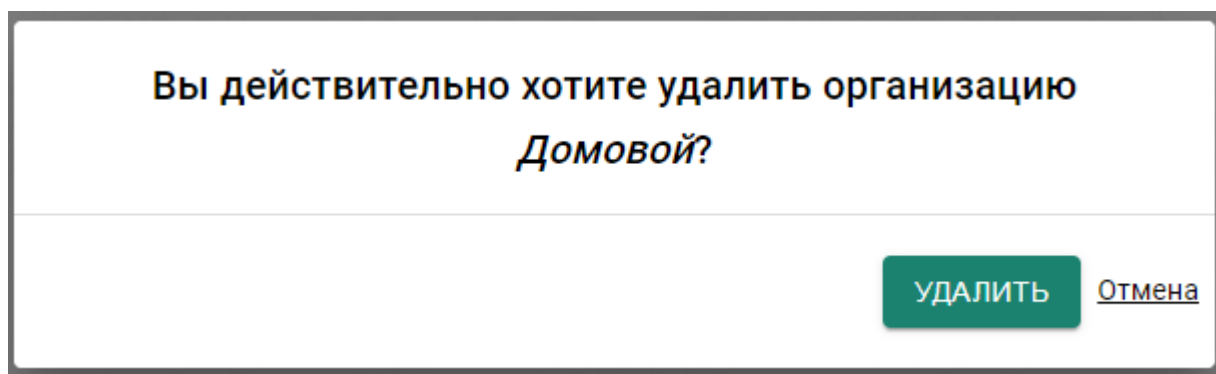 Вы действительно хотите удалить организацию
Домовой?
УДАЛИТЬ Отмена